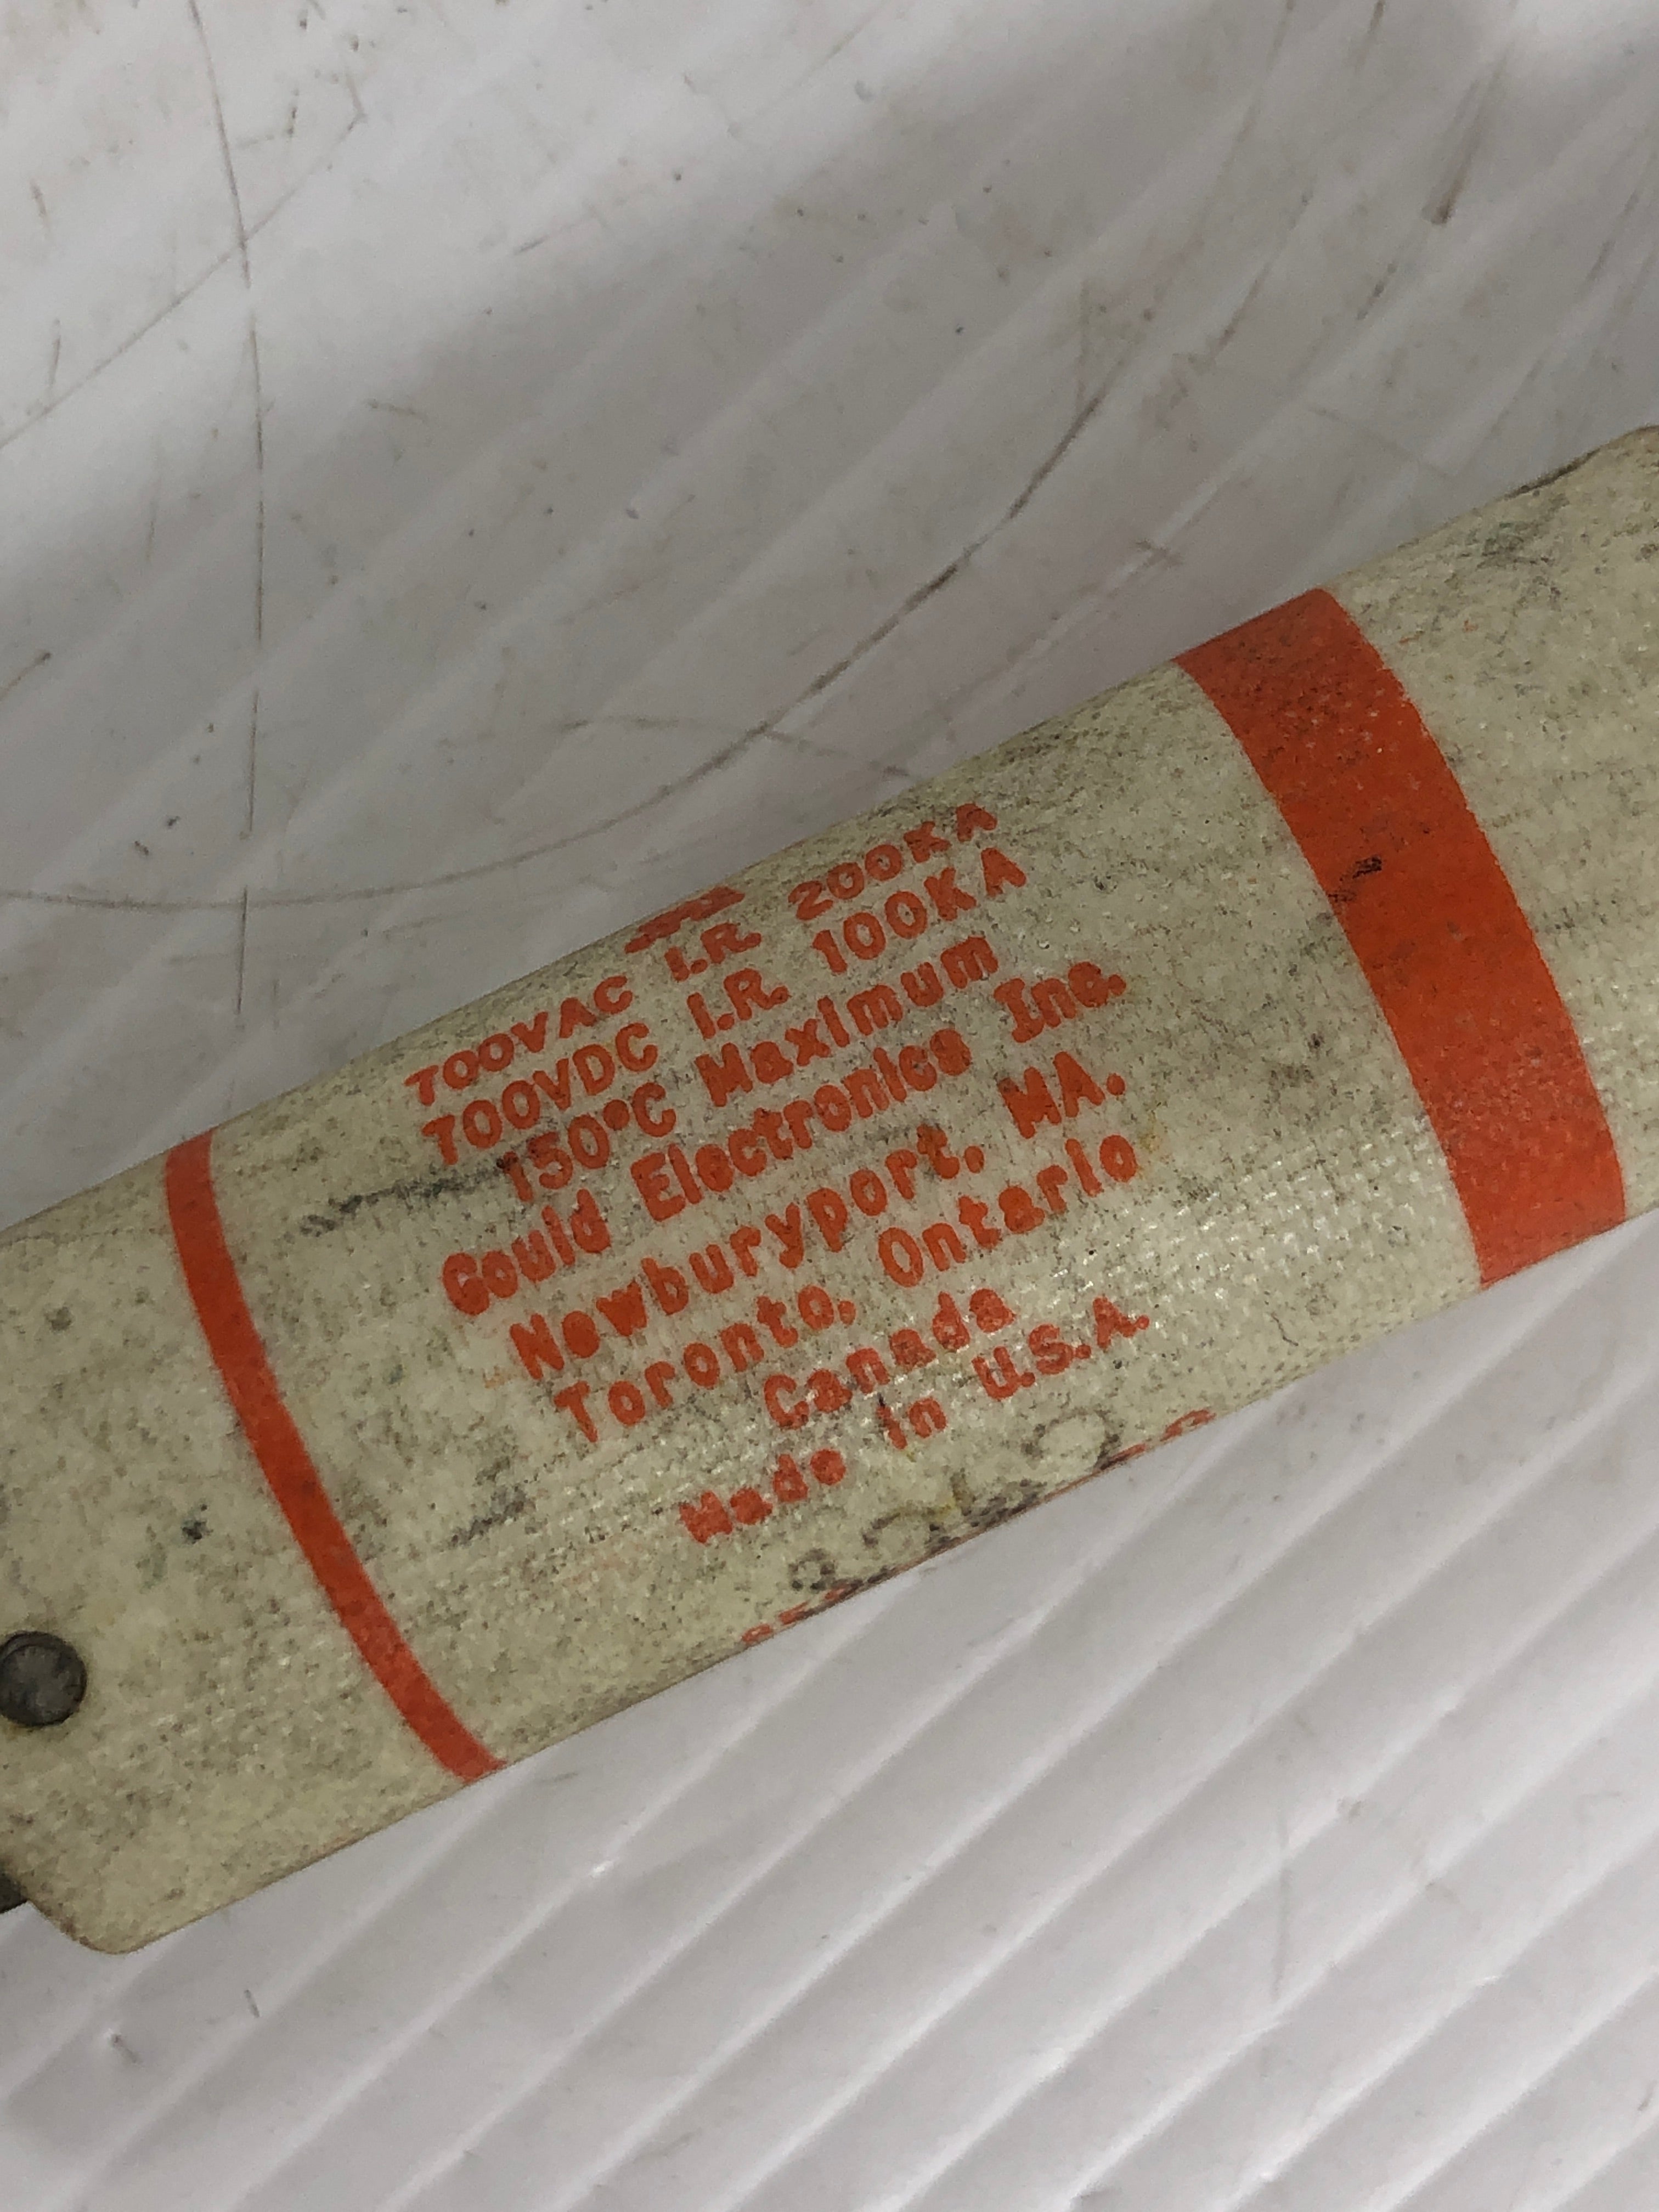 700VAC I.R. 200KA
700VDC I.R. 100KA
150°C Maximum
Gould Electronics Inc.
Newburyport, MA.
Toronto, Ontario
Canada
Made in U.S.A.